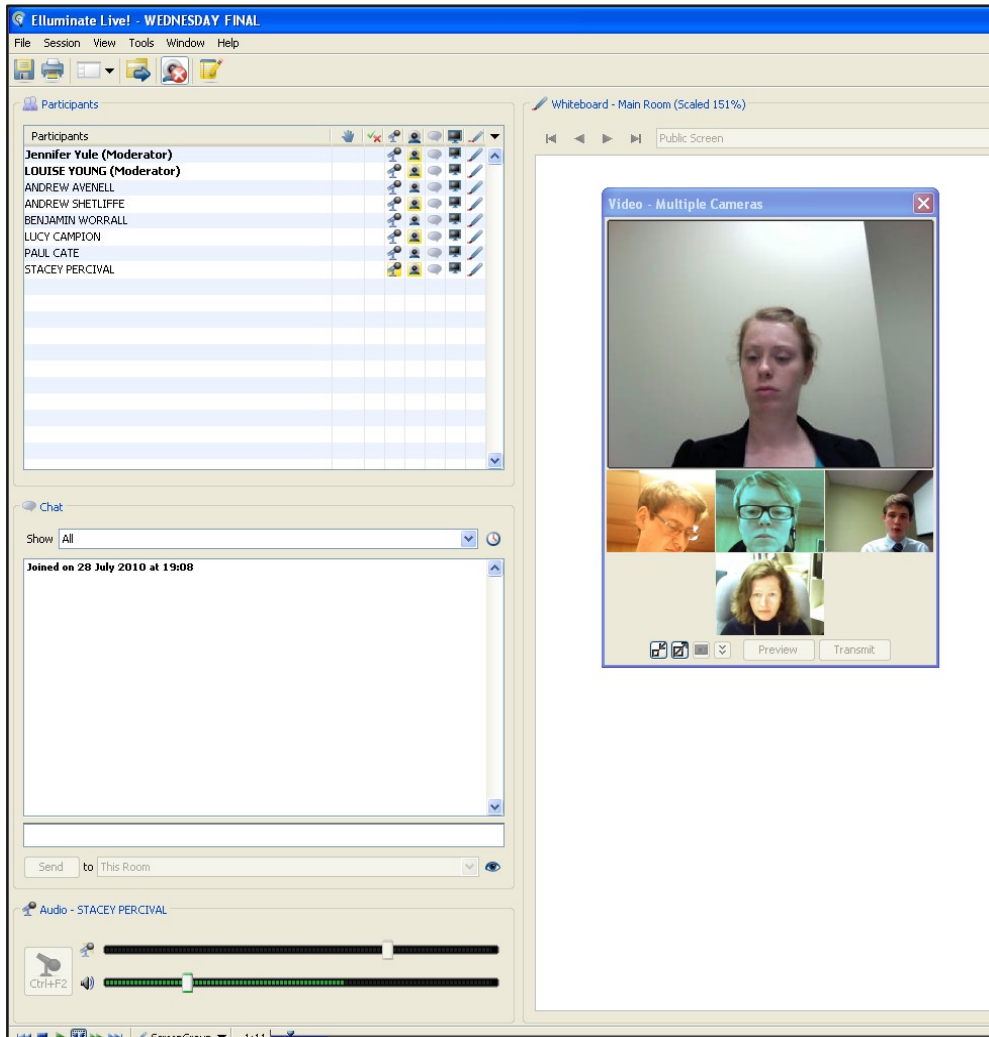 Elluminate Live! - WEDNESDAY FINAL
File Session View Tools Window Help
Participants
Participants
Jennifer Yule (Moderator)
LOUISE YOUNG (Moderator)
ANDREW AVENELL
ANDREW SHETLIFFE
BENJAMIN WORRALL
LUCY CAMPION
PAUL CATE
STACEY PERCIVAL
Chat
Show All
Joined on 28 July 2010 at 19:08
Send to This Room
Audio - STACEY PERCIVAL
Ctrl+F2
Whiteboard - Main Room (Scaled 151%)
Public Screen
Video - Multiple Cameras
Preview Transmit